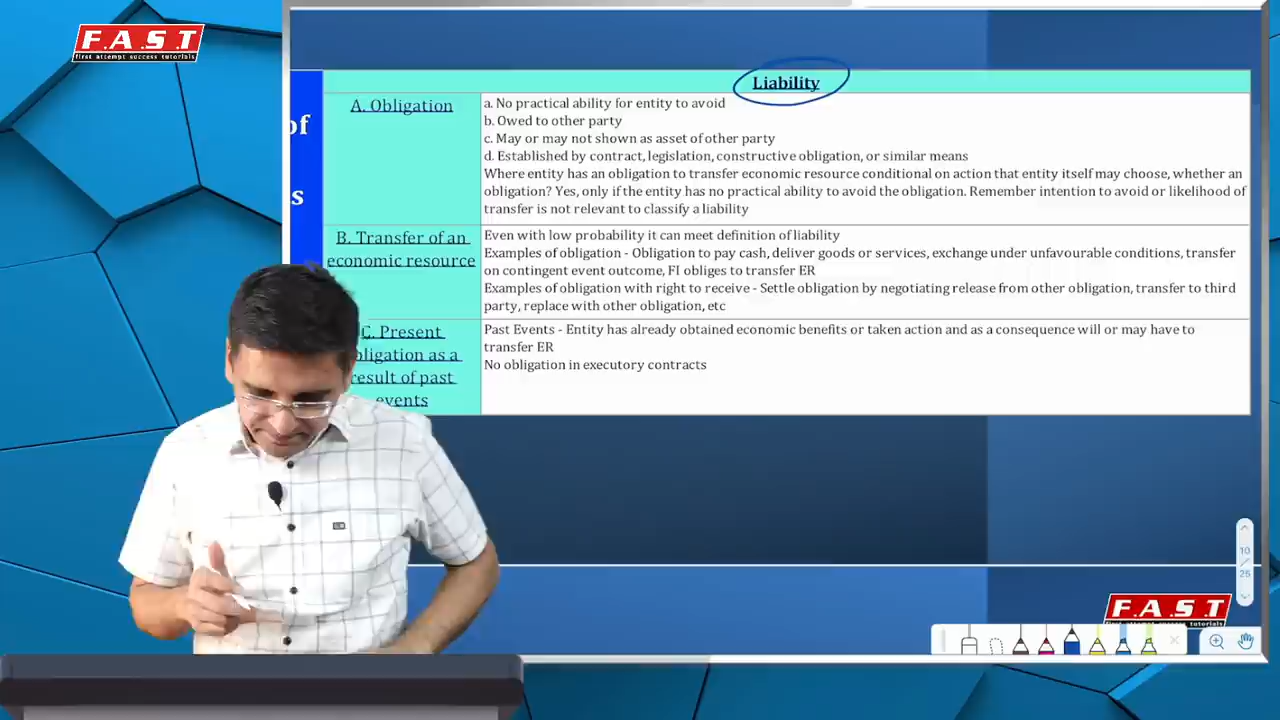 F.A.S.T
first attempt success tutorials
Liability
of
s
A. Obligation
a. No practical ability for entity to avoid
b. Owed to other party
c. May or may not shown as asset of other party
d. Established by contract, legislation, constructive obligation, or similar means
Where entity has an obligation to transfer economic resource conditional on action that entity itself may choose, whether an
obligation? Yes, only if the entity has no practical ability to avoid the obligation. Remember intention to avoid or likelihood of
transfer is not relevant to classify a liability
B. Transfer of an
economic resource
Even with low probability it can meet definition of liability
Examples of obligation - Obligation to pay cash, deliver goods or services, exchange under unfavourable conditions, transfer
on contingent event outcome, FI obliges to transfer ER
Examples of obligation with right to receive - Settle obligation by negotiating release from other obligation, transfer to third
party, replace with other obligation, etc
C. Present
bligation as a
result of past
events
Past Events - Entity has already obtained economic benefits or taken action and as a consequence will or may have to
transfer ER
No obligation in executory contracts
10
/
25
F.A.S.T
first attempt success tutorials